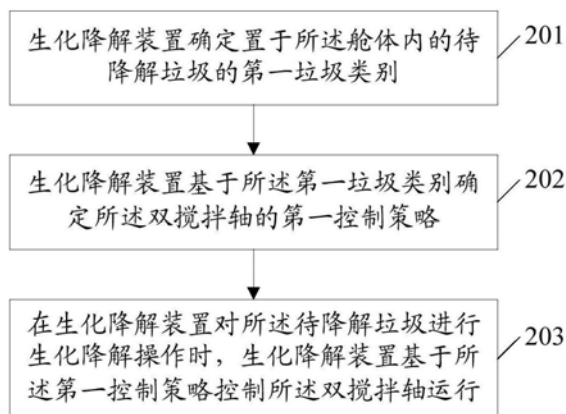 生化降解装置确定置于所述舱体内的待
降解垃圾的第一垃圾类别
201
生化降解装置基于所述第一垃圾类别确
定所述双搅拌轴的第一控制策略
202
在生化降解装置对所述待降解垃圾进行
生化降解操作时，生化降解装置基于所
述第一控制策略控制所述双搅拌轴运行
203